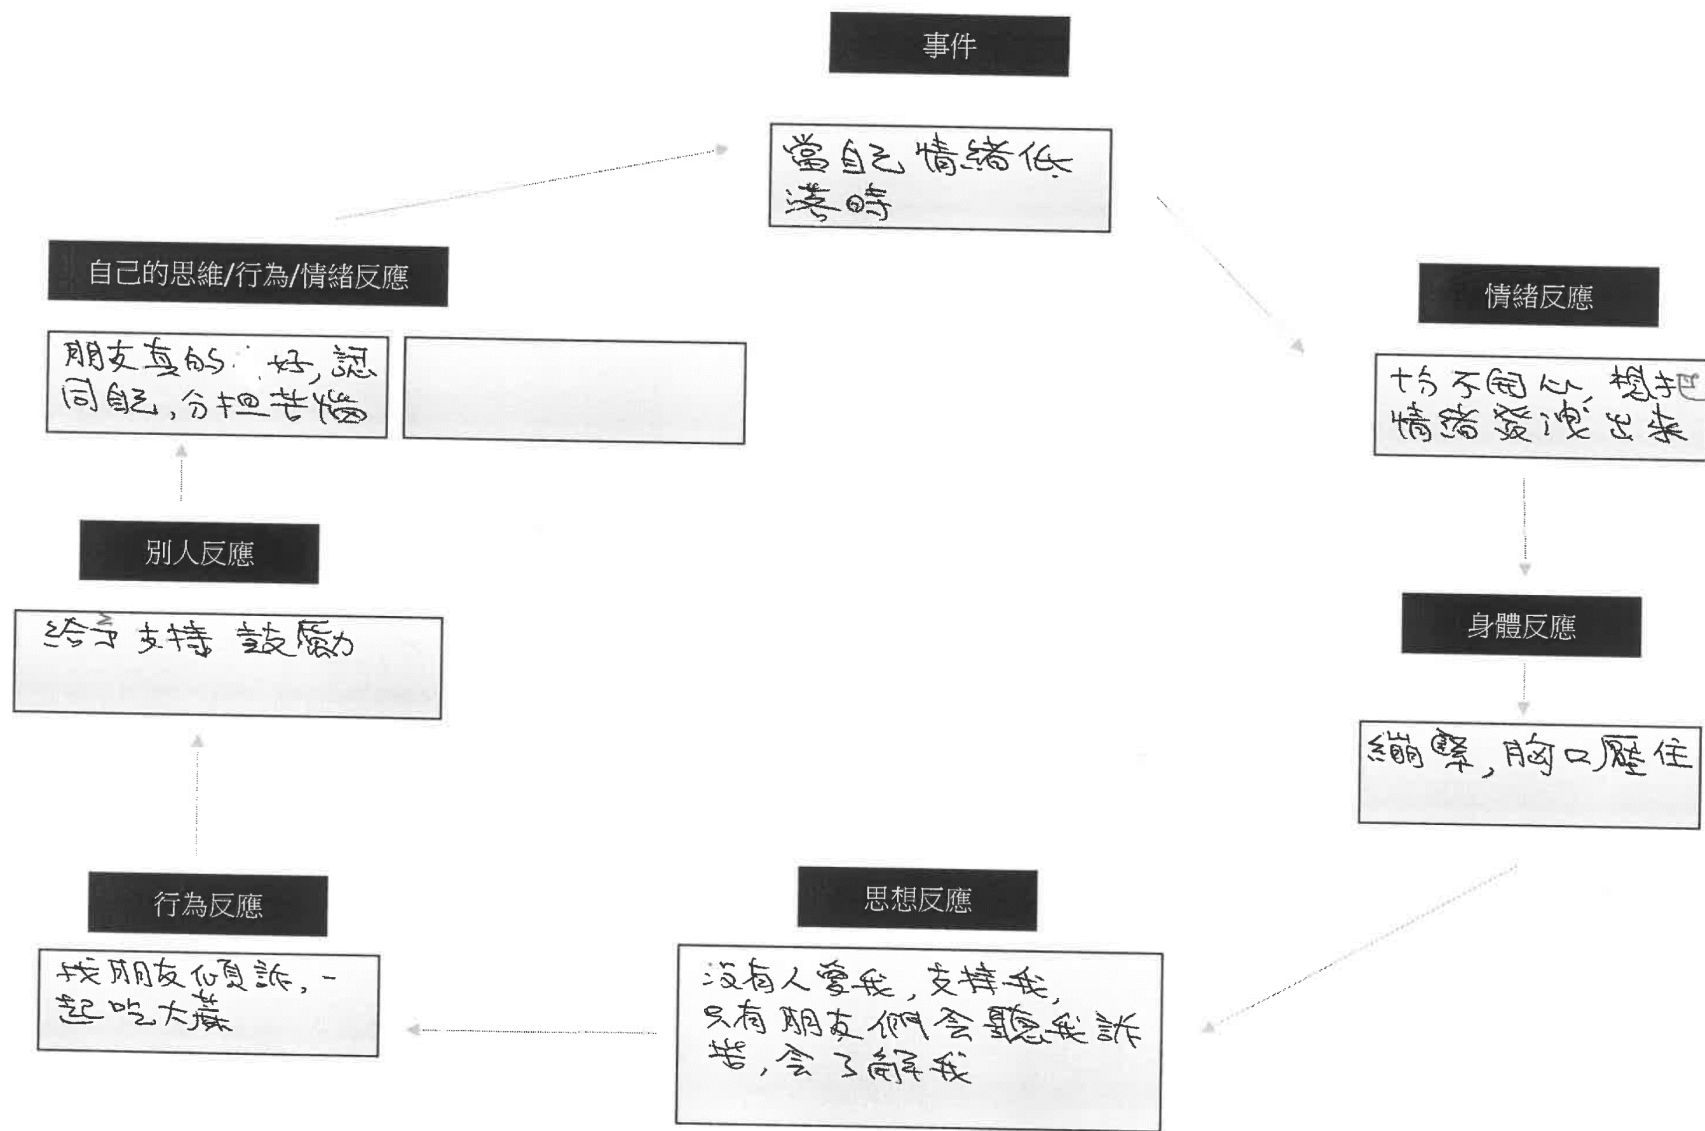 事件
當自己情緒低
落時
情緒反應
十分不開心, 想把
情緒發洩出來
身體反應
繃緊, 胸口壓住
思想反應
沒有人愛我, 支持我,
只有朋友們会聽我訴
苦, 会了解我
行為反應
找朋友傾訴, 一
起吃大麻
別人反應
給予支持 鼓勵
自己的思維/行為/情緒反應
朋友真的好, 認
同自己, 分担苦惱